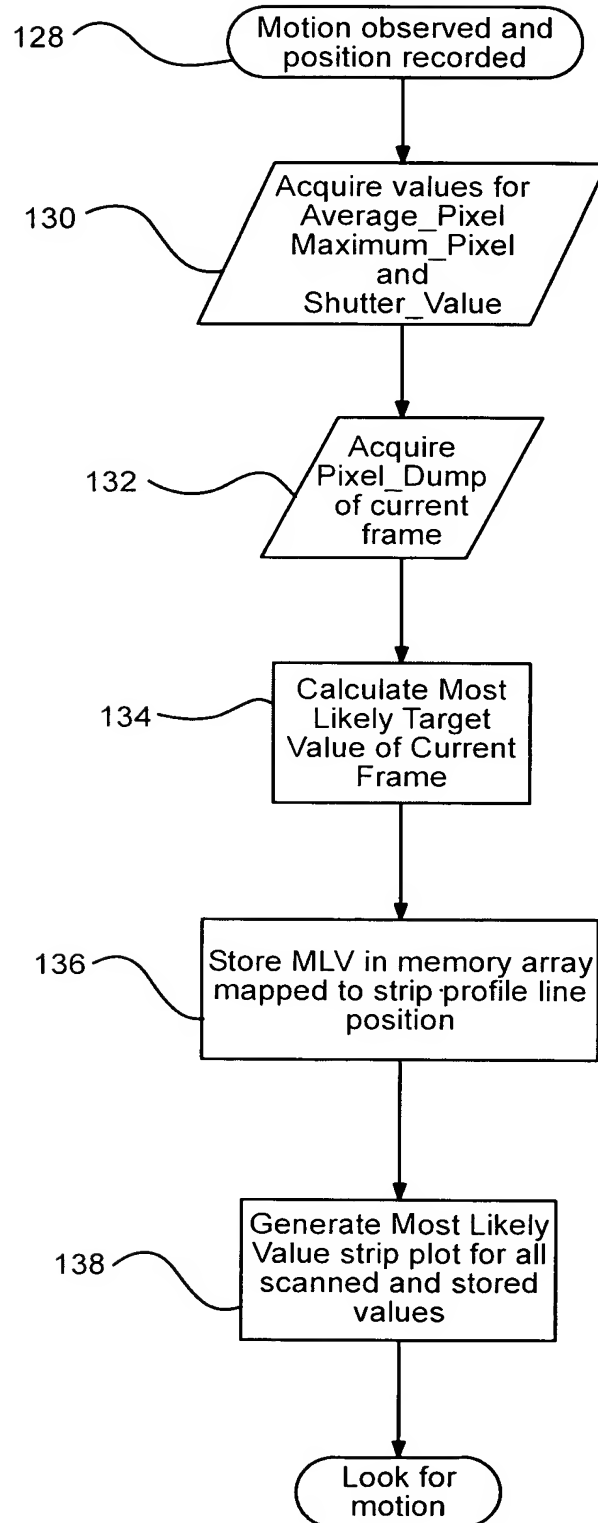 128
Motion observed and
position recorded
130
Acquire values for
Average_Pixel
Maximum_Pixel
and
Shutter_Value
132
Acquire
Pixel_Dump
of current
frame
134
Calculate Most
Likely Target
Value of Current
Frame
136
Store MLV in memory array
mapped to strip profile line
position
138
Generate Most Likely
Value strip plot for all
scanned and stored
values
Look for
motion